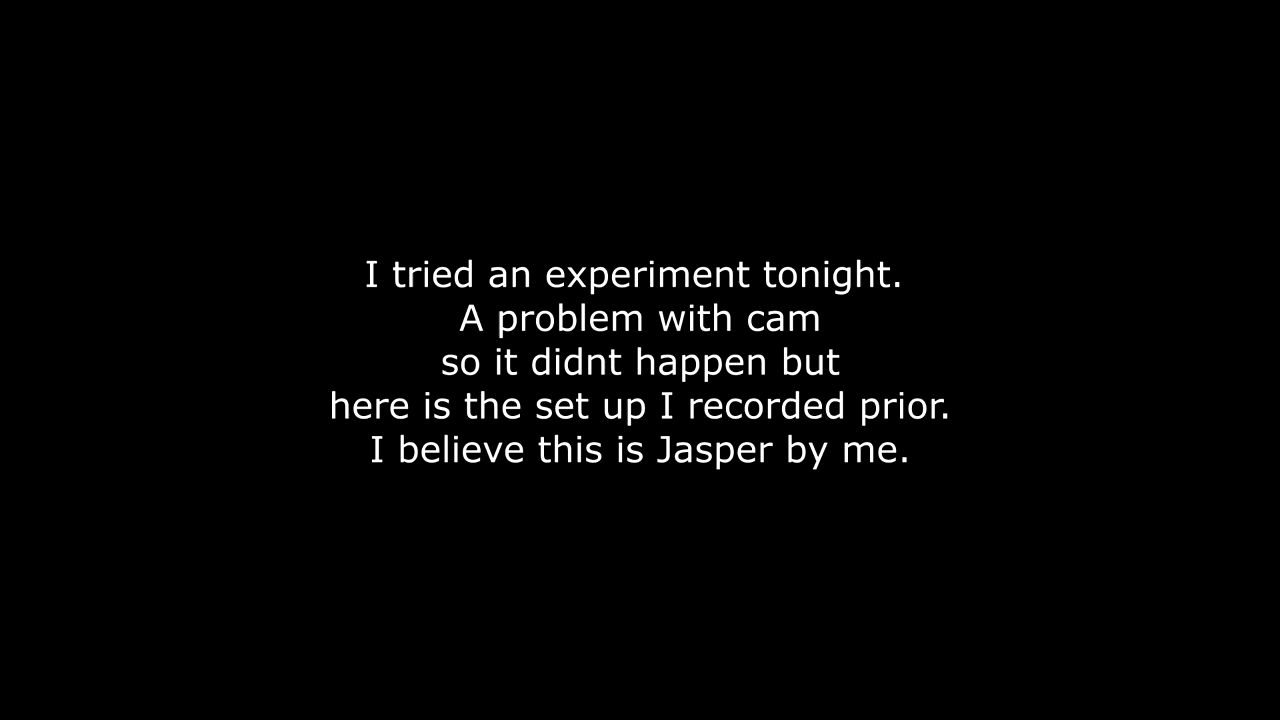 I tried an experiment tonight.
A problem with cam
so it didnt happen but
here is the set up I recorded prior.
I believe this is Jasper by me.